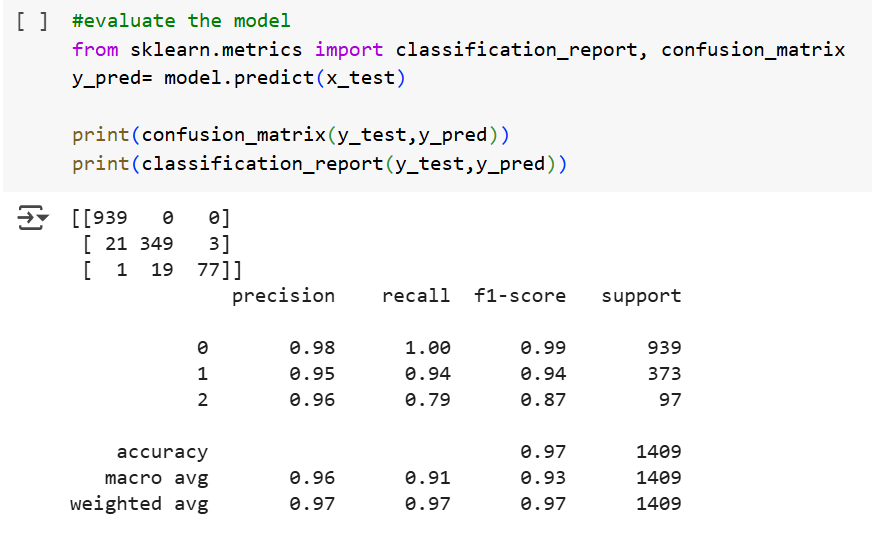 [ ] #evaluate the model
from sklearn.metrics import classification_report, confusion_matrix
y_pred= model.predict(x_test)
print(confusion_matrix(y_test,y_pred))
print(classification_report(y_test,y_pred))
[[939 0 0]
[ 21 349 3]
[ 1 19 77]]
precision recall f1-score support
0 0.98 1.00 0.99 939
1 0.95 0.94 0.94 373
2 0.96 0.79 0.87 97
accuracy 0.97 1409
macro avg 0.96 0.91 0.93 1409
weighted avg 0.97 0.97 0.97 1409